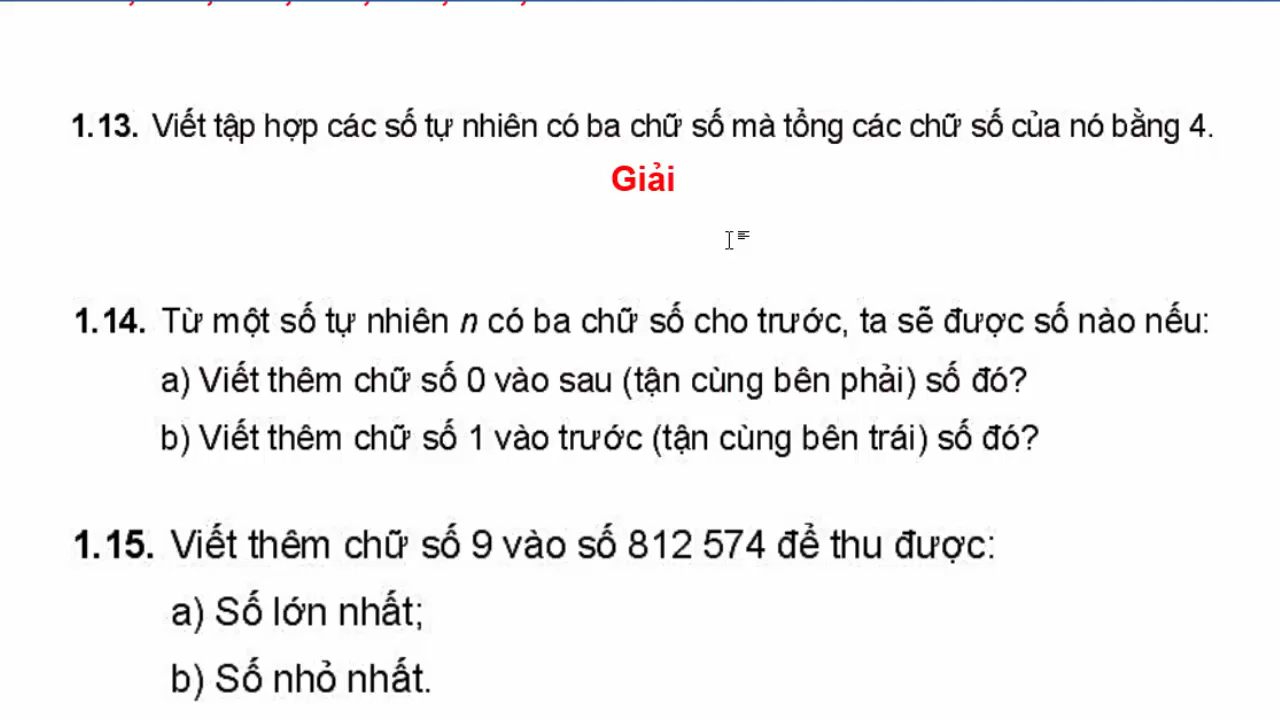 1.13. Viết tập hợp các số tự nhiên có ba chữ số mà tổng các chữ số của nó bằng 4.
Giải
1.14. Từ một số tự nhiên n có ba chữ số cho trước, ta sẽ được số nào nếu:
a) Viết thêm chữ số 0 vào sau (tận cùng bên phải) số đó?
b) Viết thêm chữ số 1 vào trước (tận cùng bên trái) số đó?
1.15. Viết thêm chữ số 9 vào số 812 574 để thu được:
a) Số lớn nhất;
b) Số nhỏ nhất.